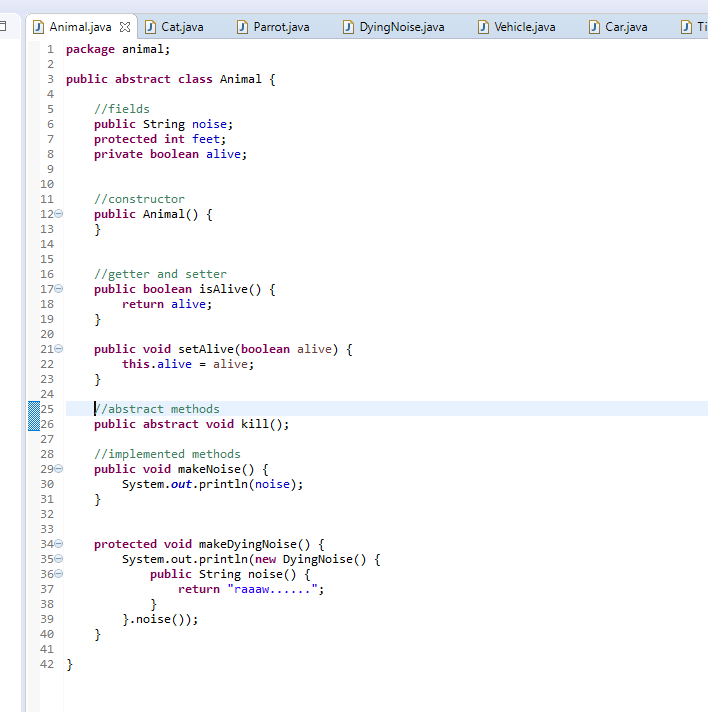 Animal.java Cat.java Parrot.java DyingNoise.java Vehicle.java Car.java
1 package animal;
2
3 public abstract class Animal {
4
5 //fields
6 public String noise;
7 protected int feet;
8 private boolean alive;
9
10
11 //constructor
12 public Animal() {
13 }
14
15
16 //getter and setter
17 public boolean isAlive() {
18 return alive;
19 }
20
21 public void setAlive(boolean alive) {
22 this.alive = alive;
23 }
24
25 //abstract methods
26 public abstract void kill();
27
28 //implemented methods
29 public void makeNoise() {
30 System.out.println(noise);
31 }
32
33
34 protected void makeDyingNoise() {
35 System.out.println(new DyingNoise() {
36 public String noise() {
37 return "raaaw......";
38 }
39 }.noise());
40 }
41
42 }